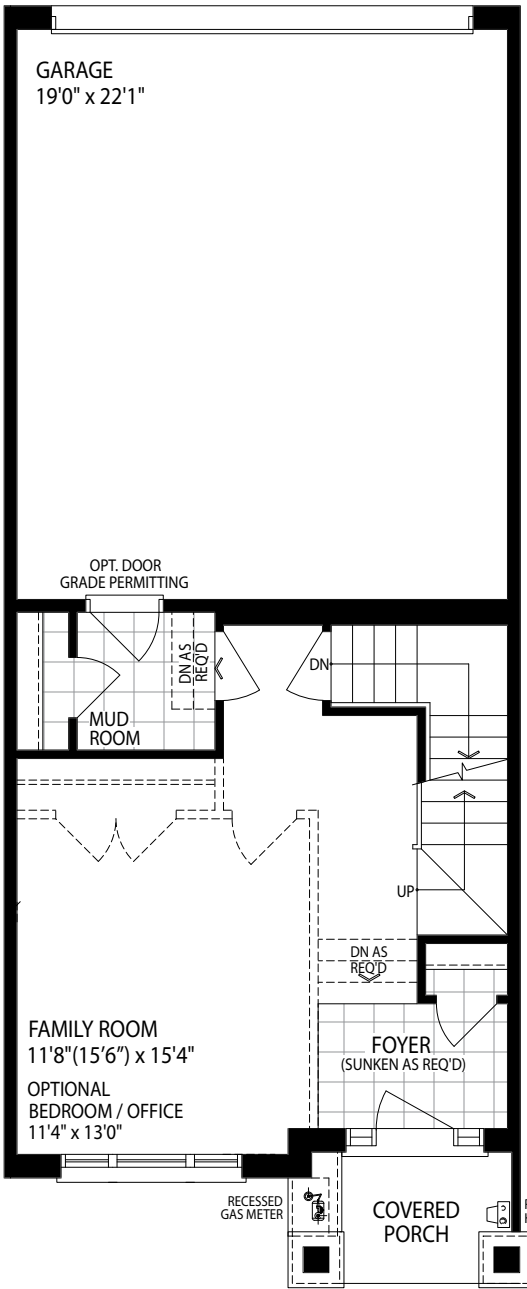 GARAGE
19'0" x 22'1"
OPT. DOOR
GRADE PERMITTING
DN AS
REQ'D
DN
MUD
ROOM
UP
DN AS
REQ'D
FAMILY ROOM
11'8"(15'6") x 15'4"
OPTIONAL
BEDROOM / OFFICE
11'4" x 13'0"
FOYER
(SUNKEN AS REQ'D)
RECESSED
GAS METER
COVERED
PORCH